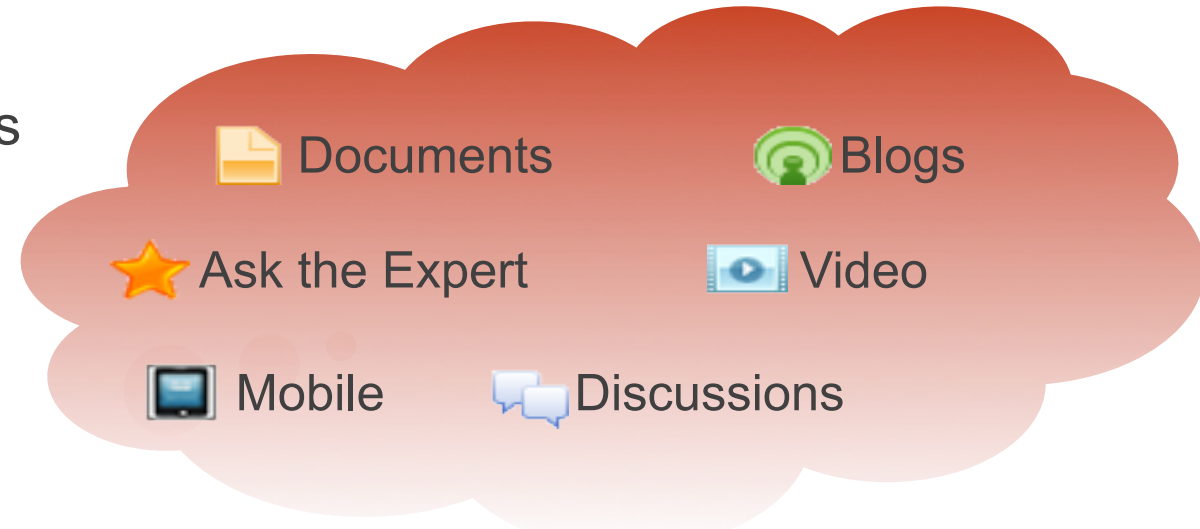 s
Documents
Blogs
Ask the Expert
Video
Mobile
Discussions